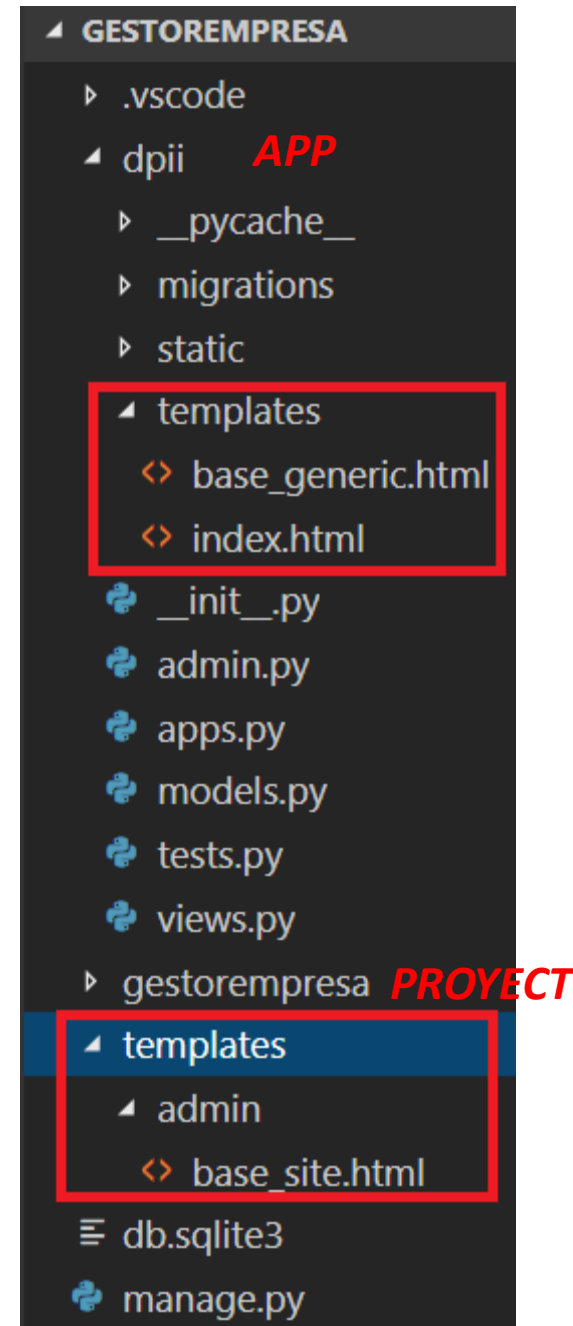 GESTOREMPRESA
.vscode
dpii APP
__pycache__
migrations
static
templates
base_generic.html
index.html
__init__.py
admin.py
apps.py
models.py
tests.py
views.py
gestorempresa PROYECT
templates
admin
base_site.html
db.sqlite3
manage.py